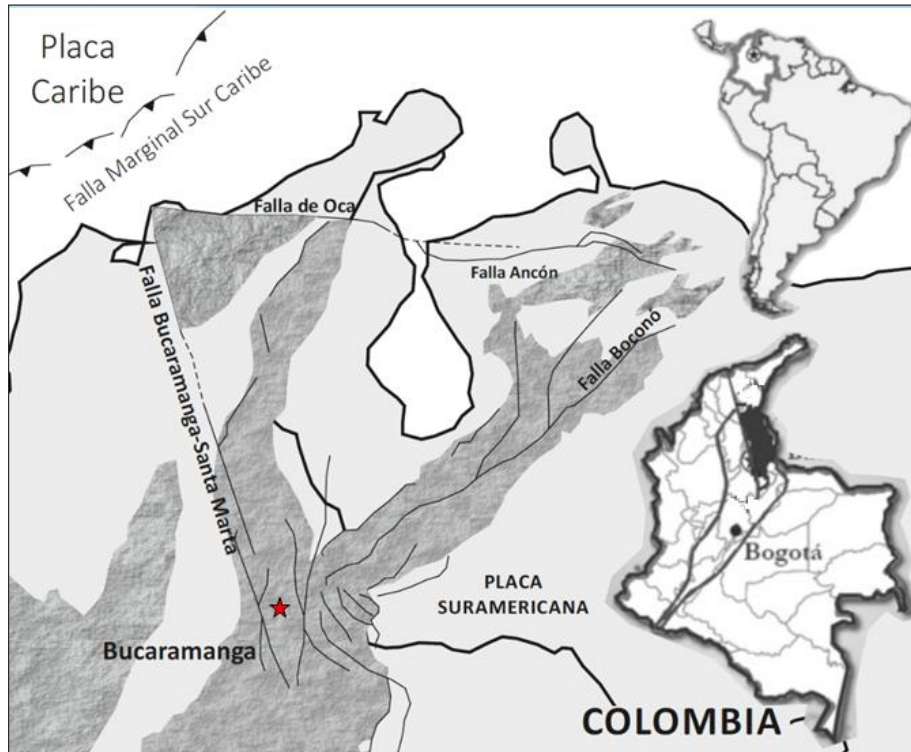 Placa
Caribe
Falla Marginal Sur Caribe
Falla de Oca
Falla Ancón
Falla Bucaramanga-Santa Marta
Falla Boconó
Bogotá
PLACA
SURAMERICANA
Bucaramanga
COLOMBIA